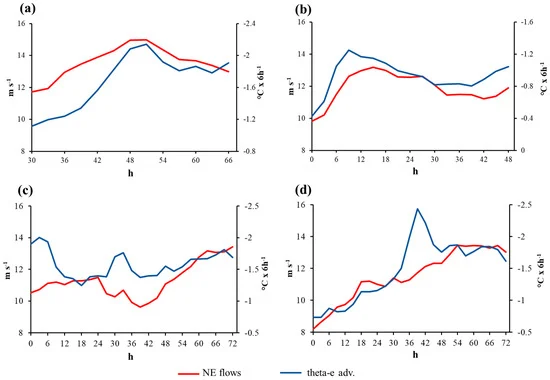 (a)
16 14 12 10 8
m s-1
-2.4 -2 -1.6 -1.2 -0.8
°C x 6h-1
30 36 42 48 54 60 66
h
(b)
16 14 12 10 8
m s-1
-1.6 -1.2 -0.8 -0.4 0
°C x 6h-1
0 6 12 18 24 30 36 42 48
h
(c)
16 14 12 10 8
m s-1
-2.5 -2 -1.5 -1 -0.5
°C x 6h-1
0 6 12 18 24 30 36 42 48 54 60 66 72
h
(d)
16 14 12 10 8
m s-1
-2.5 -2 -1.5 -1 -0.5
°C x 6h-1
0 6 12 18 24 30 36 42 48 54 60 66 72
h
NE flows theta-e adv.